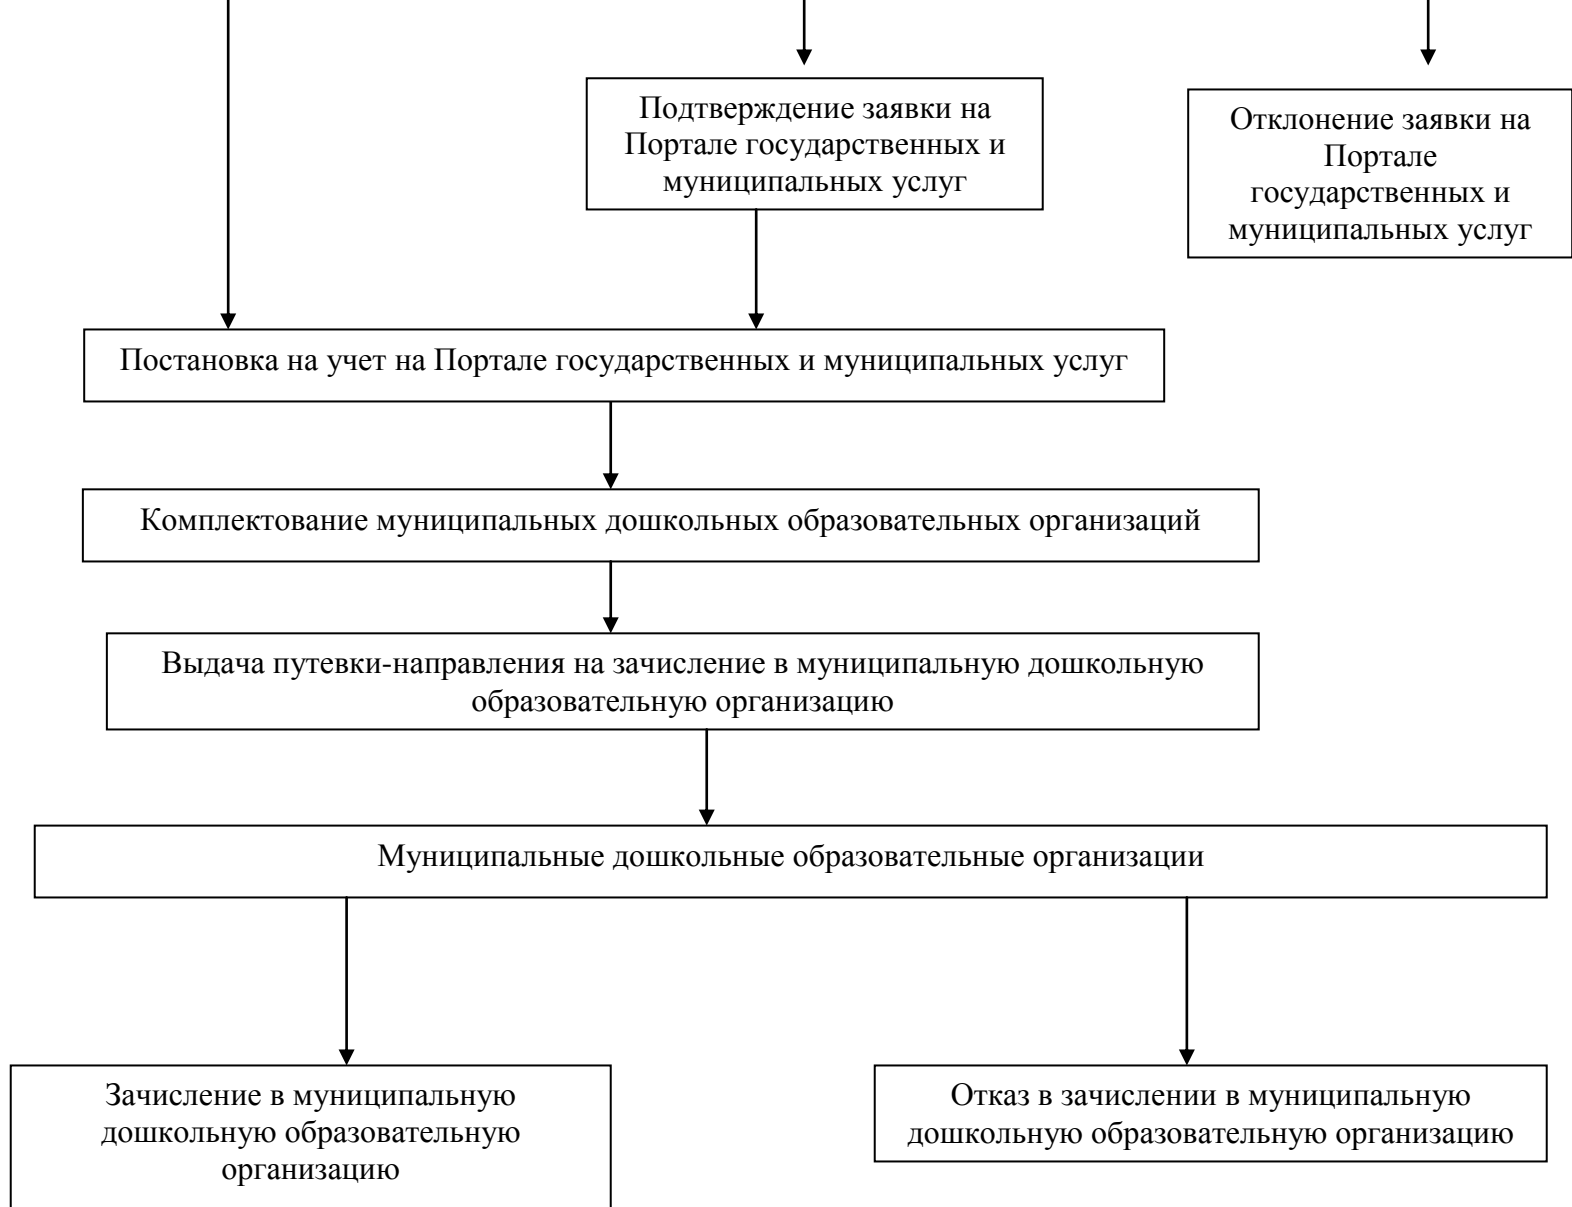 Подтверждение заявки на
Портале государственных и
муниципальных услуг
Отклонение заявки на
Портале
государственных и
муниципальных услуг
Постановка на учет на Портале государственных и муниципальных услуг
Комплектование муниципальных дошкольных образовательных организаций
Выдача путевки-направления на зачисление в муниципальную дошкольную
образовательную организацию
Муниципальные дошкольные образовательные организации
Зачисление в муниципальную
дошкольную образовательную
организацию
Отказ в зачислении в муниципальную
дошкольную образовательную организацию